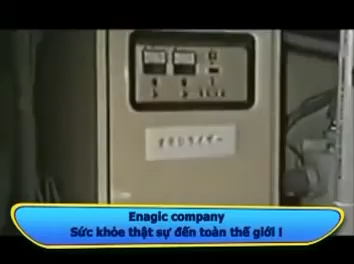 Enagic company
Sức khỏe thật sự đến toàn thế giới !